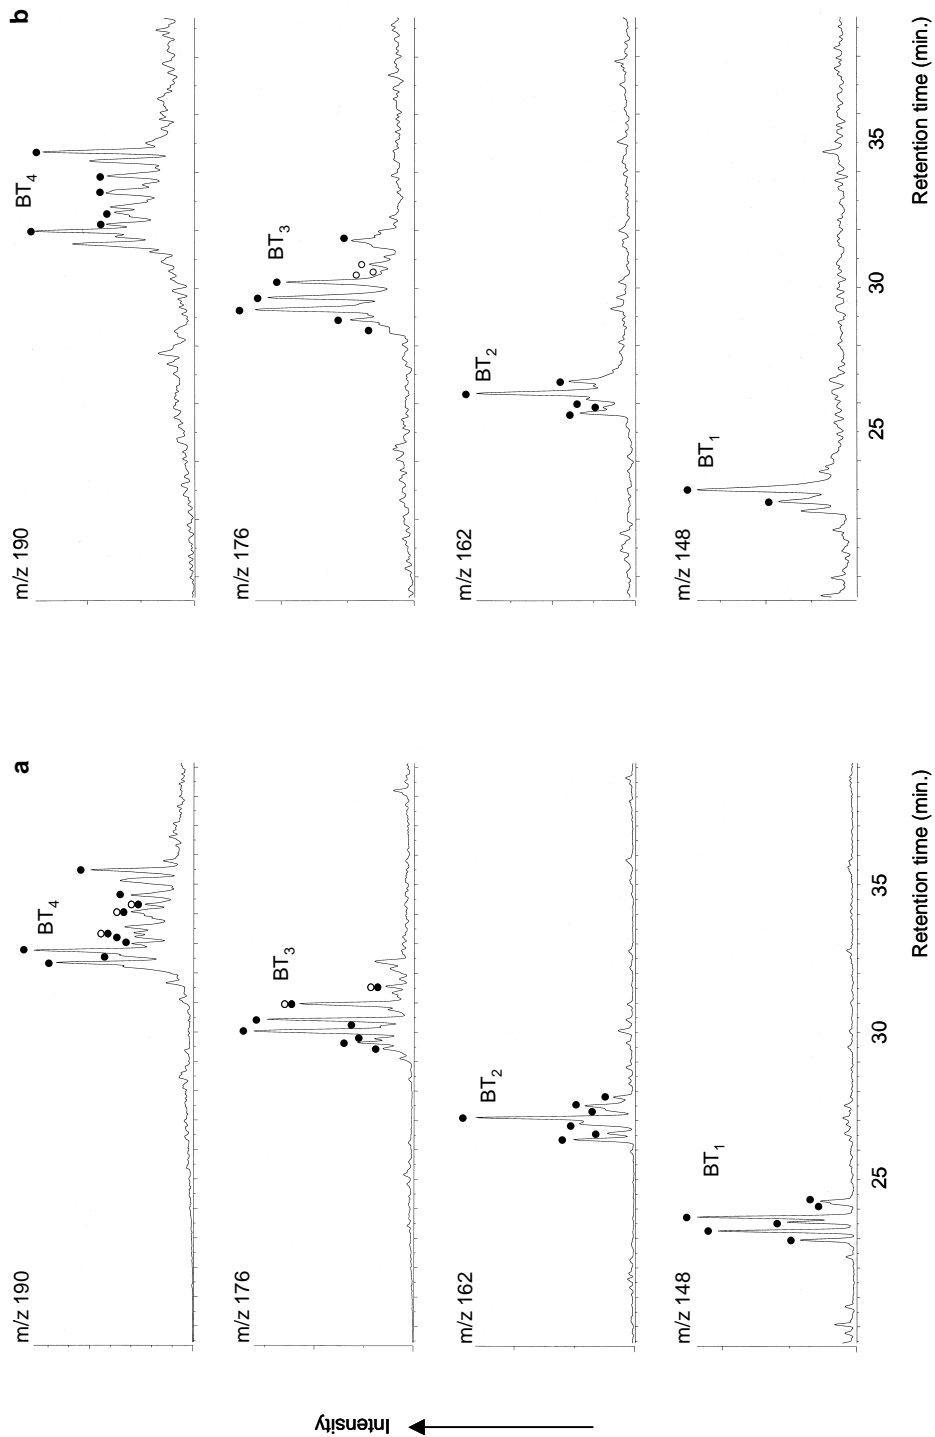 a
m/z 190
BT4
m/z 176
BT3
m/z 162
BT2
m/z 148
BT1
25
30
35
Retention time (min.)
b
m/z 190
BT4
m/z 176
BT3
m/z 162
BT2
m/z 148
BT1
25
30
35
Retention time (min.)
Intensity